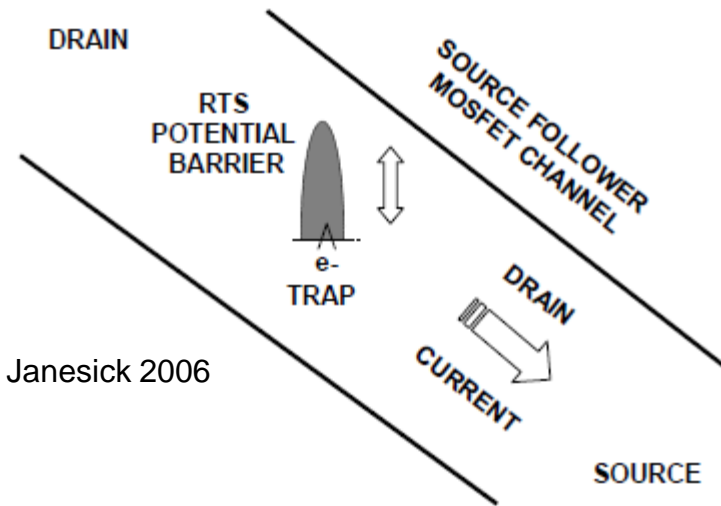 DRAIN
SOURCE FOLLOWER
MOSFET CHANNEL
RTS
POTENTIAL
BARRIER
e-
TRAP
DRAIN
CURRENT
Janesick 2006
SOURCE